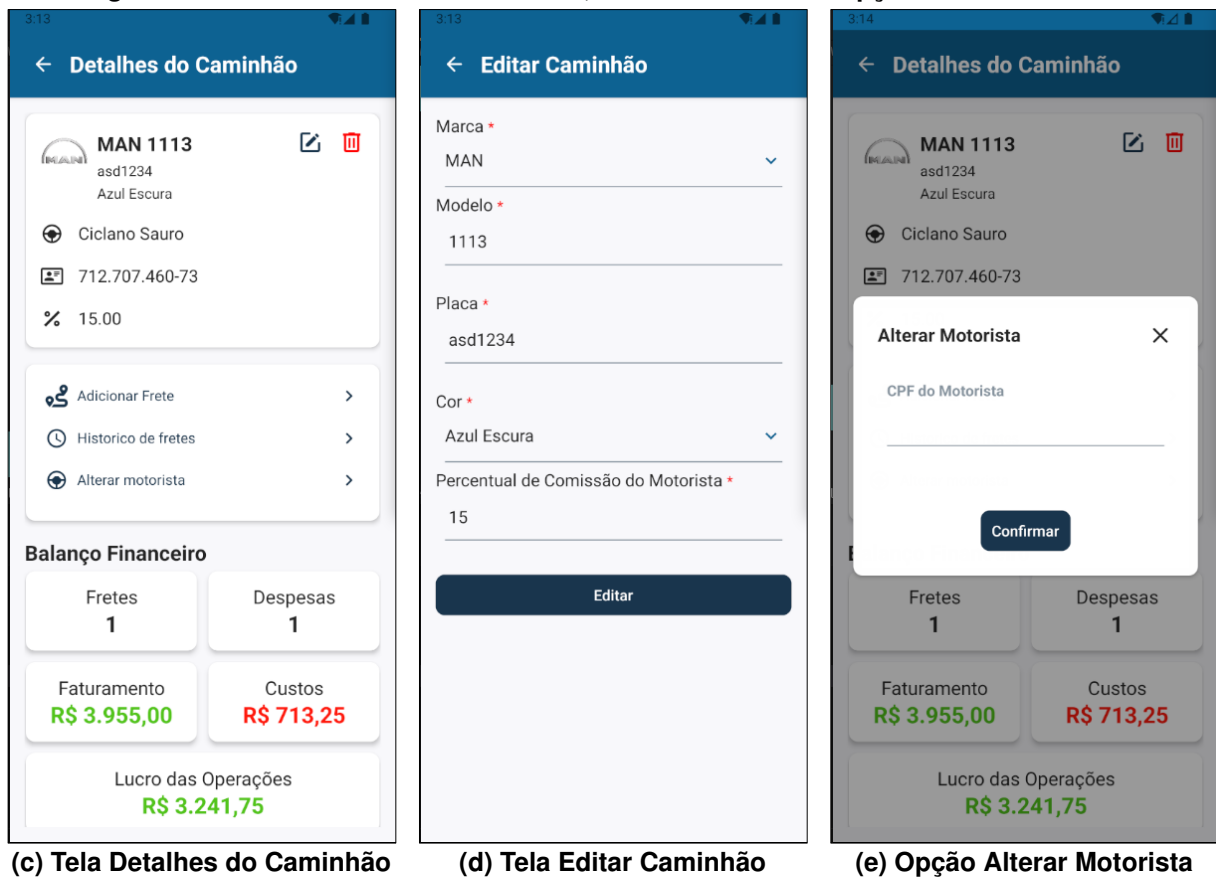 3:13
← Detalhes do Caminhão
MAN
MAN 1113
asd1234
Azul Escura
Ciclano Sauro
712.707.460-73
% 15.00
Adicionar Frete
Historico de fretes
Alterar motorista
Balanço Financeiro
Fretes
1
Despesas
1
Faturamento
R$ 3.955,00
Custos
R$ 713,25
Lucro das Operações
R$ 3.241,75
(c) Tela Detalhes do Caminhão
3:13
← Editar Caminhão
Marca *
MAN
Modelo *
1113
Placa *
asd1234
Cor *
Azul Escura
Percentual de Comissão do Motorista *
15
Editar
(d) Tela Editar Caminhão
3:14
← Detalhes do Caminhão
MAN
MAN 1113
asd1234
Azul Escura
Ciclano Sauro
712.707.460-73
Alterar Motorista
CPF do Motorista
Confirmar
Fretes
1
Despesas
1
Faturamento
R$ 3.955,00
Custos
R$ 713,25
Lucro das Operações
R$ 3.241,75
(e) Opção Alterar Motorista